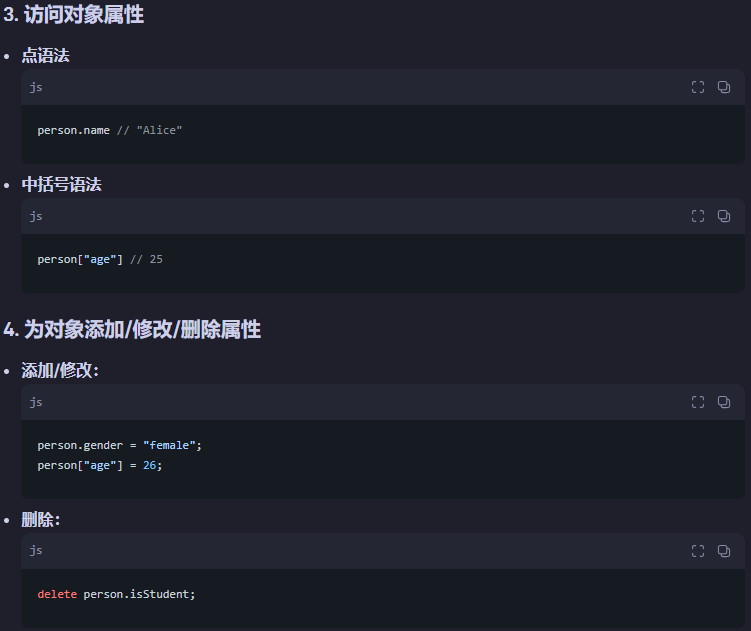 3. 访问对象属性
• 点语法
js
person.name // "Alice"
• 中括号语法
js
person["age"] // 25
4. 为对象添加/修改/删除属性
• 添加/修改：
js
person.gender = "female";
person["age"] = 26;
• 删除：
js
delete person.isStudent;